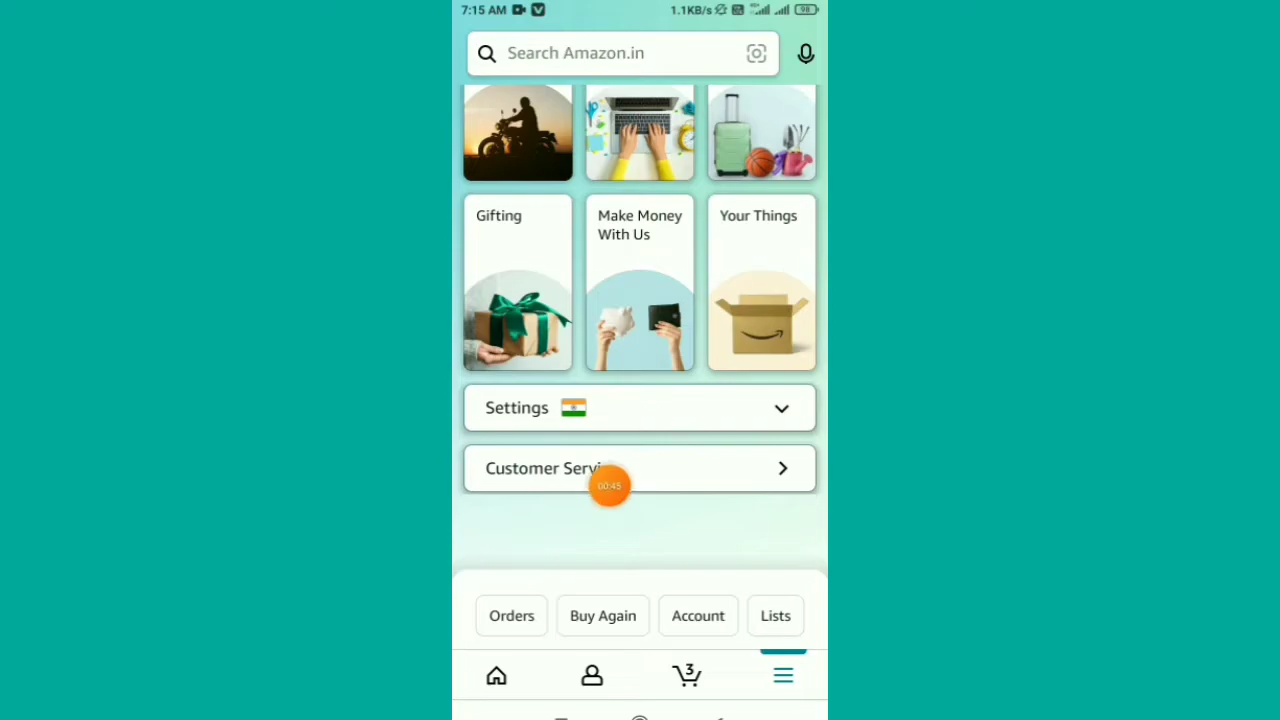 7:15 AM 1.1KB/s 98
Search Amazon.in
Gifting
Make Money
With Us
Your Things
Settings
Customer Servi
00:45
Orders
Buy Again
Account
Lists
3